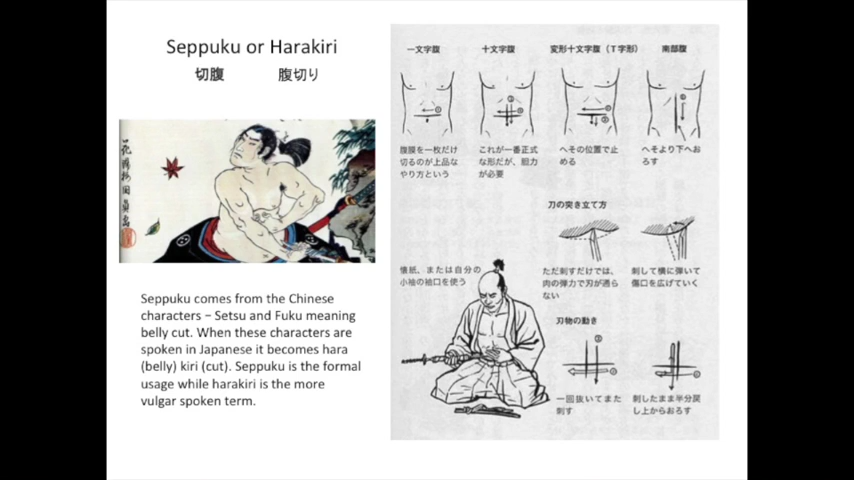 Seppuku or Harakiri
切腹 腹切り
Seppuku comes from the Chinese
characters – Setsu and Fuku meaning
belly cut. When these characters are
spoken in Japanese it becomes hara
(belly) kiri (cut). Seppuku is the formal
usage while harakiri is the more
vulgar spoken term.
一文字腹
①
腹膜を一枚だけ
切るのが上品な
やり方という
十文字腹
②
①
これが一番正式
な形だが、胆力
が必要
変形十文字腹(T字形)
①
②
へその位置で止
める
南部腹
①
へそより下へお
ろす
刀の突き立て方
ただ刺すだけでは、
肉の弾力で刃が通ら
ない
刺して横に弾いて
傷口を広げていく
懐紙、または自分の
小袖の袖口を使う
刃物の動き
②
①
一回抜いてまた
刺す
刺したまま半分戻
し上からおろす